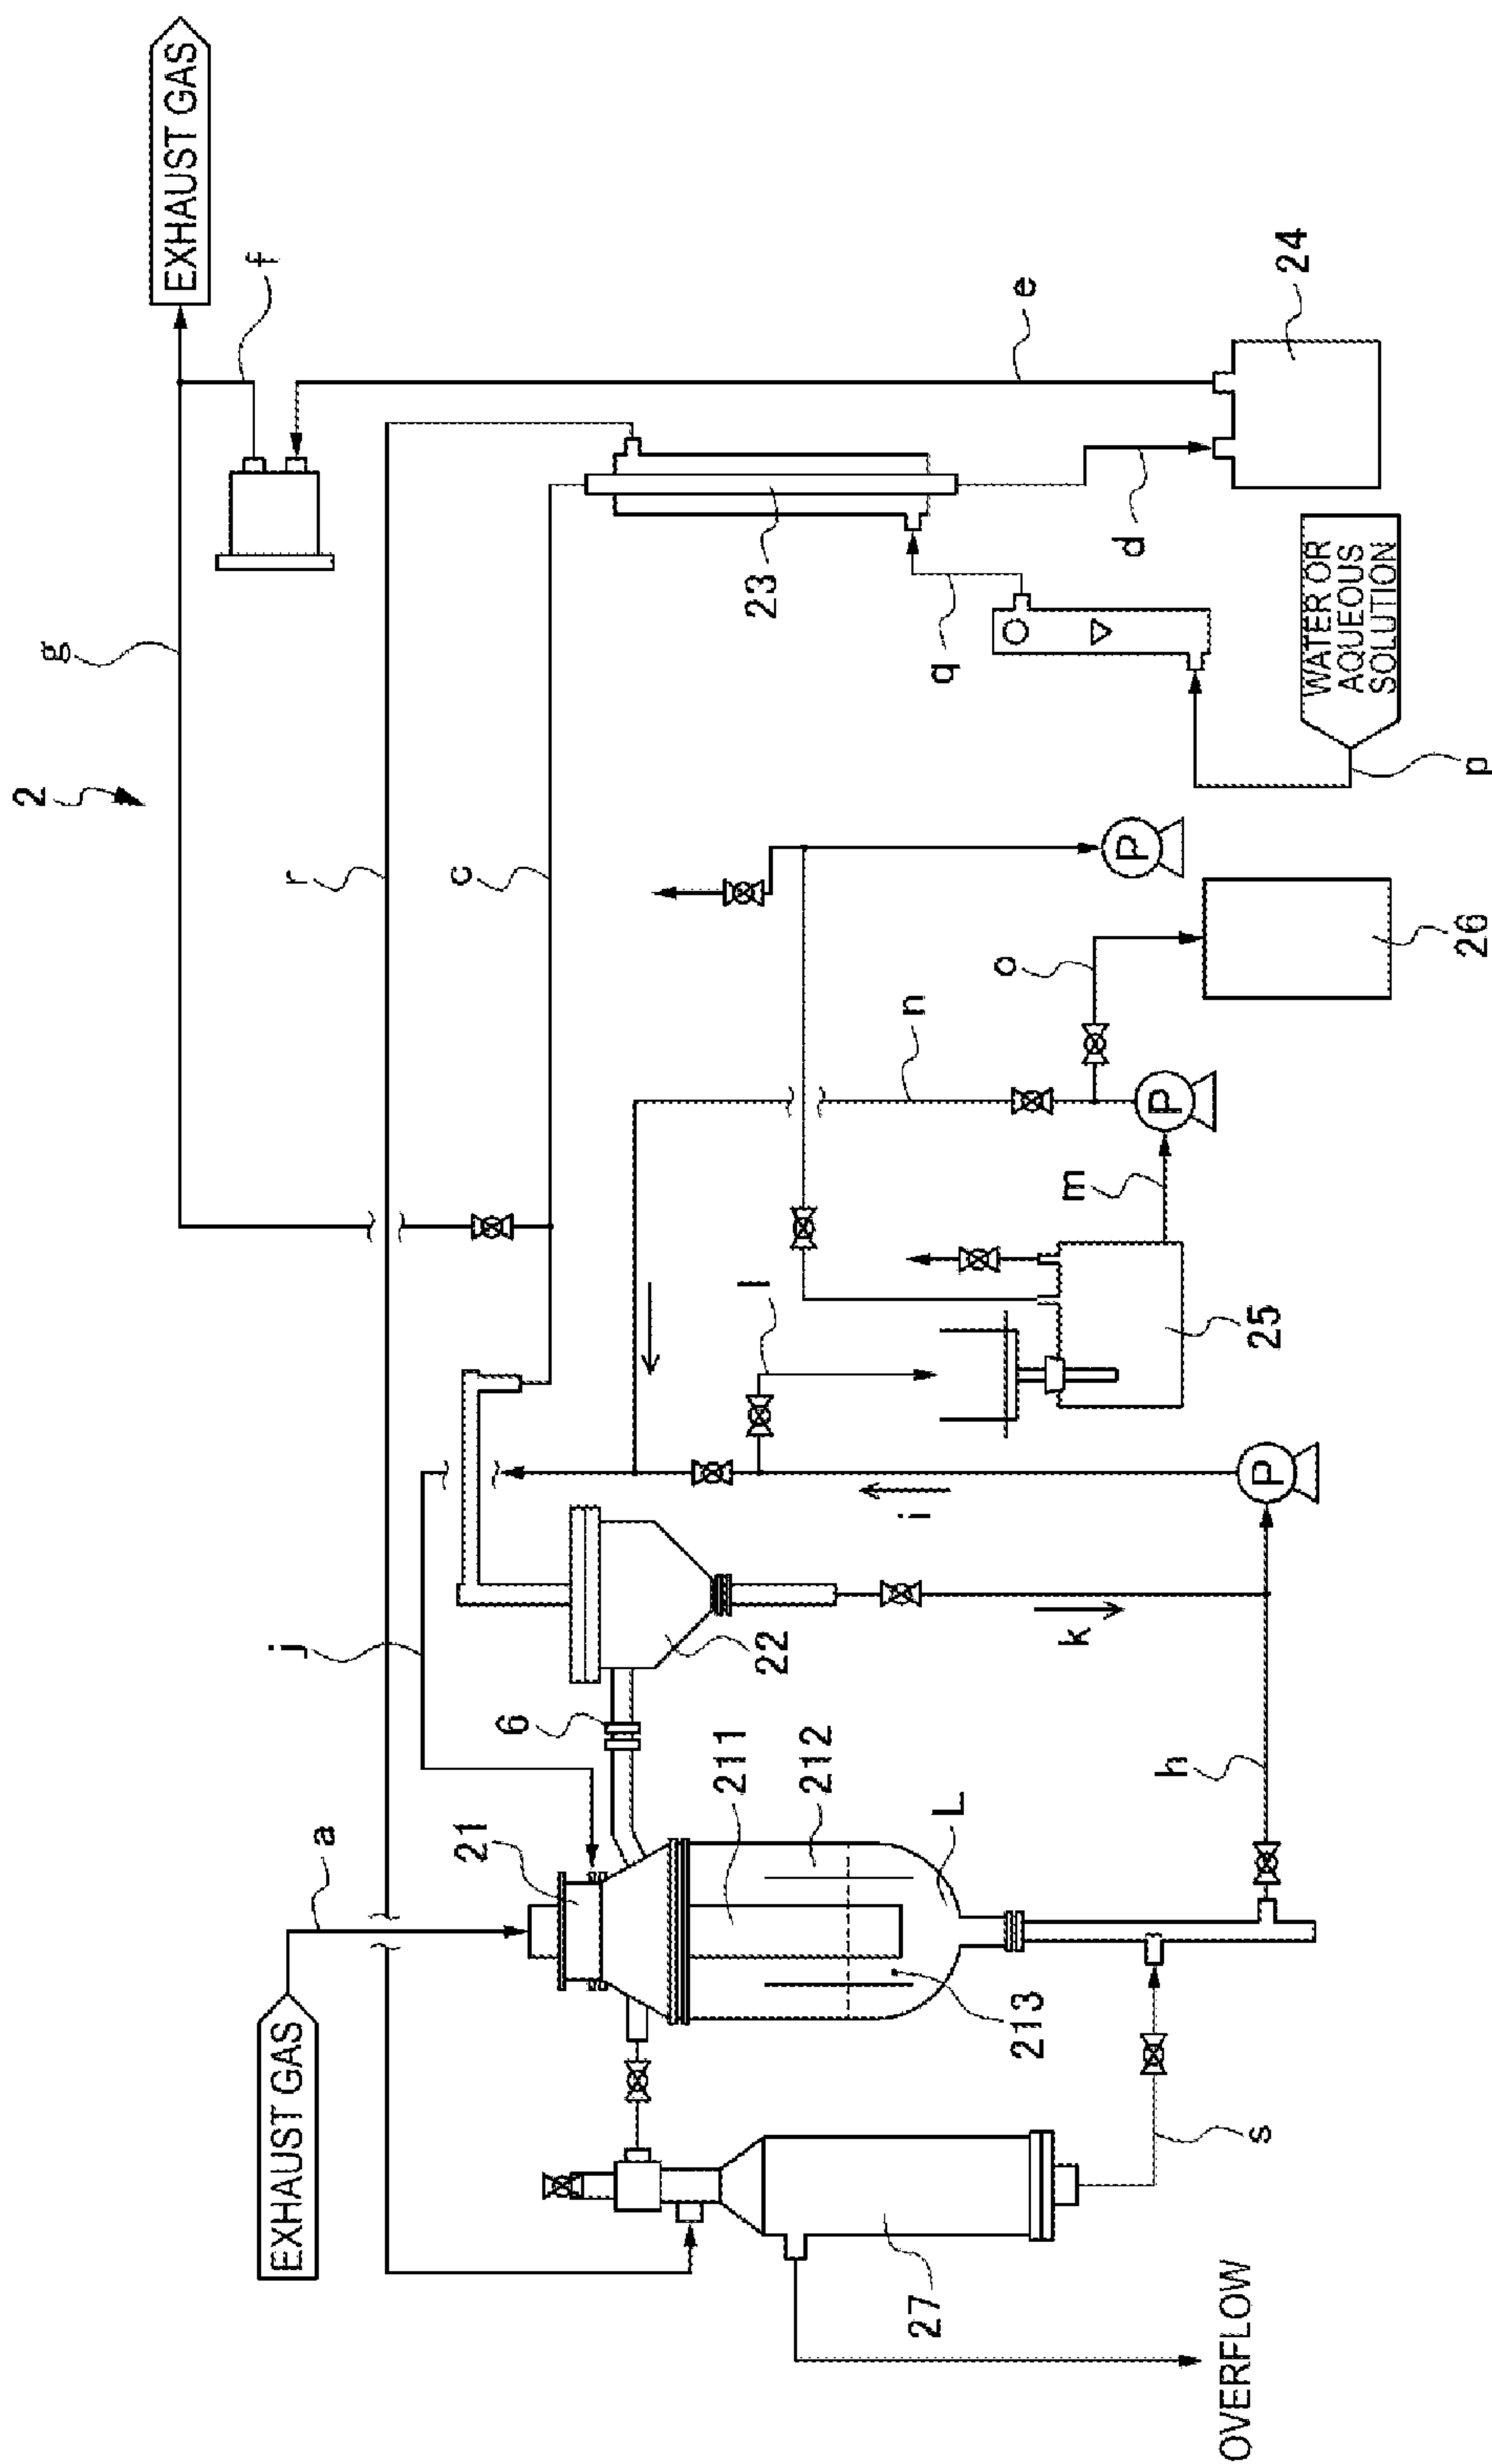 2
g
EXHAUST GAS
f
EXHAUST GAS
a
j
r
c
21
6
211
l
23
22
212
i
n
27
q
L
o
e
213
k
m
d
P
P
h
OVERFLOW
s
P
25
24
WATER OR
AQUEOUS
SOLUTION
26
p